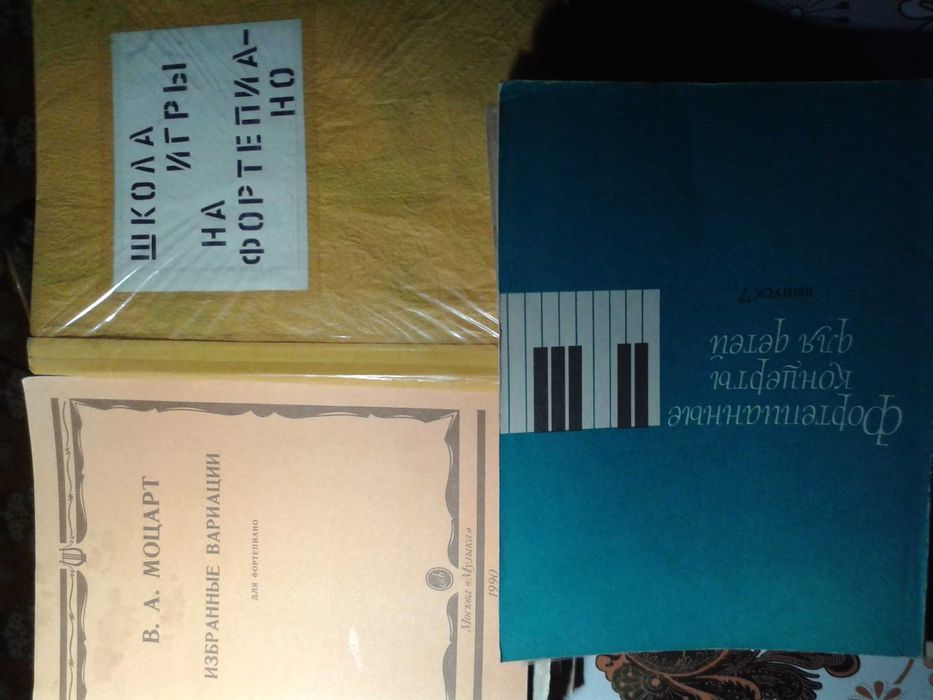 ШКОЛА
ИГРЫ
НА
ФОРТЕПИА-
НО
В. А. МОЦАРТ
ИЗБРАННЫЕ ВАРИАЦИИ
ДЛЯ ФОРТЕПИАНО
Москва «Музыка»
1990
Фортепианные
концерты
для детей
ВЫПУСК 7